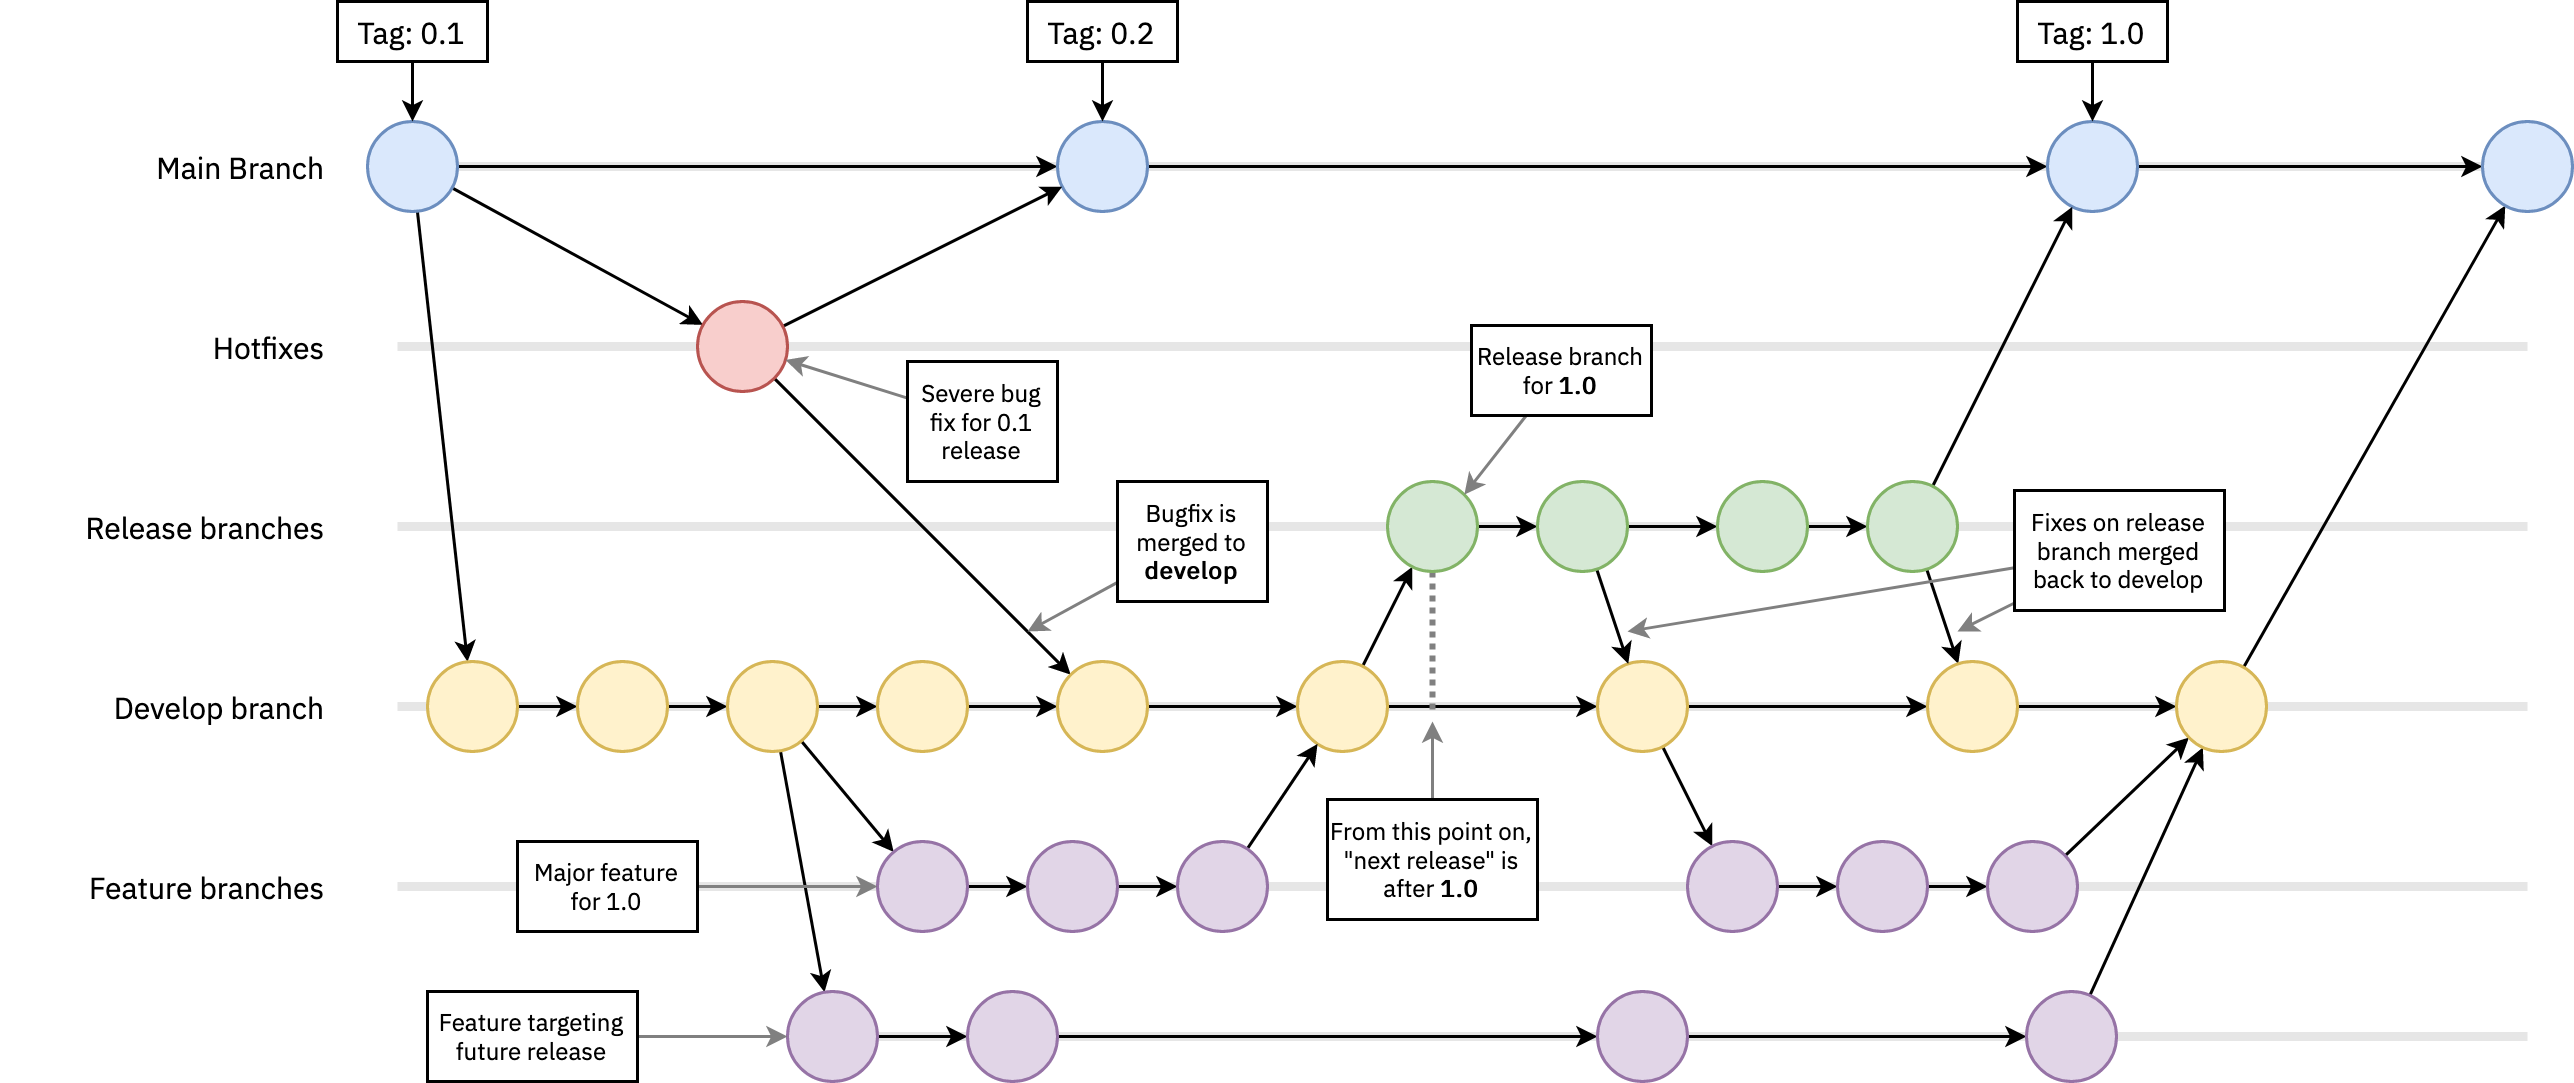 Tag: 0.1
Tag: 0.2
Tag: 1.0
Main Branch
Hotfixes
Severe bug
fix for 0.1
release
Release branch
for 1.0
Release branches
Bugfix is
merged to
develop
Fixes on release
branch merged
back to develop
Develop branch
Feature branches
Major feature
for 1.0
From this point on,
"next release" is
after 1.0
Feature targeting
future release